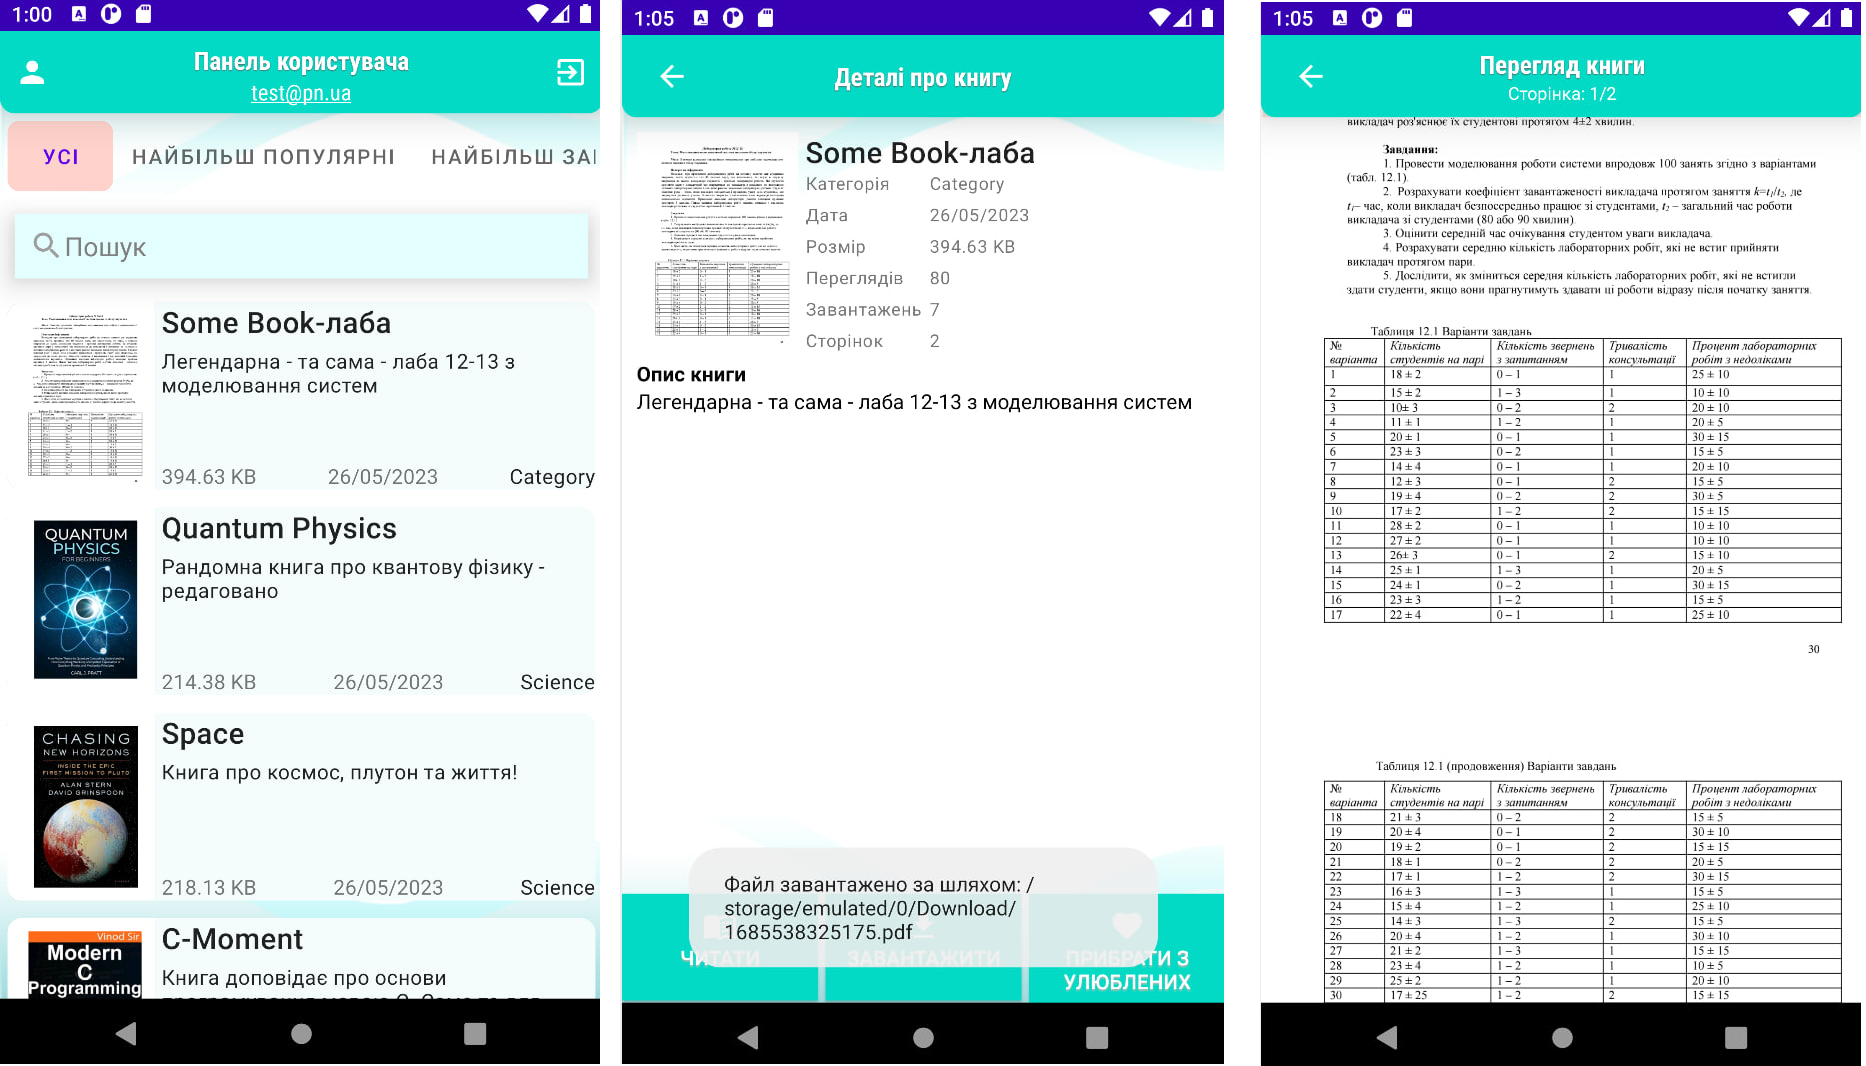 1:00
Панель користувача
test@pn.ua
УСІ
НАЙБІЛЬШ ПОПУЛЯРНІ
НАЙБІЛЬШ ЗАВ
Пошук
Some Book-лаба
Легендарна - та сама - лаба 12-13 з
моделювання систем
394.63 KB 26/05/2023 Category
QUANTUM
PHYSICS
FOR BEGINNERS
CARL J. PRATT
Quantum Physics
Рандомна книга про квантову фізику -
редаговано
214.38 KB 26/05/2023 Science
CHASING
NEW HORIZONS
INSIDE THE EPIC
FIRST MISSION TO PLUTO
ALAN STERN
DAVID GRINSPOON
Space
Книга про космос, плутон та життя!
218.13 KB 26/05/2023 Science
Vinod Sir
Modern
C
Programming
C-Moment
Книга доповідає про основи
1:05
Деталі про книгу
Some Book-лаба
Категорія Category
Дата 26/05/2023
Розмір 394.63 KB
Переглядів 80
Завантажень 7
Сторінок 2
Опис книги
Легендарна - та сама - лаба 12-13 з моделювання систем
Файл завантажено за шляхом: /
storage/emulated/0/Download/
1685538325175.pdf
ЧИТАТИ
ЗАВАНТАЖИТИ
ПРИБРАТИ З
УЛЮБЛЕНИХ
1:05
Перегляд книги
Сторінка: 1/2
викладач роз'яснює їх студентові протягом 4±2 хвилин.
Завдання:
1. Провести моделювання роботи системи впродовж 100 занять згідно з варіантами
(табл. 12.1).
2. Розрахувати коефіцієнт завантаженості викладача протягом заняття k=t1/t2, де
t1– час, коли викладач безпосередньо працює зі студентами, t2 – загальний час роботи
викладача зі студентами (80 або 90 хвилин).
3. Оцінити середній час очікування студентом уваги викладача.
4. Розрахувати середню кількість лабораторних робіт, які не встиг прийняти
викладач протягом пари.
5. Дослідити, як зміниться середня кількість лабораторних робіт, які не встигли
здати студенти, якщо вони прагнутимуть здавати ці роботи відразу після початку заняття.
Таблиця 12.1 Варіанти завдань
№ Кількість Кількість звернень Тривалість Процент лабораторних
варіанта студентів на парі з запитанням консультації робіт з недоліками
1 18 ± 2 0 – 1 1 25 ± 10
2 15 ± 2 1 – 3 1 10 ± 10
3 10± 3 0 – 2 2 20 ± 10
4 11 ± 1 1 – 2 1 20 ± 5
5 20 ± 1 0 – 1 1 30 ± 15
6 23 ± 3 0 – 2 1 15 ± 5
7 14 ± 4 0 – 1 1 20 ± 10
8 12 ± 3 0 – 1 2 15 ± 5
9 19 ± 4 0 – 2 2 30 ± 5
10 17 ± 2 1 – 2 2 15 ± 15
11 28 ± 2 0 – 1 1 10 ± 10
12 27 ± 2 0 – 1 1 10 ± 10
13 26± 3 0 – 1 2 15 ± 10
14 25 ± 1 1 – 3 1 20 ± 5
15 24 ± 1 0 – 2 1 30 ± 15
16 23 ± 3 1 – 2 1 15 ± 5
17 22 ± 4 0 – 1 1 25 ± 10
30
Таблиця 12.1 (продовження) Варіанти завдань
№ Кількість Кількість звернень Тривалість Процент лабораторних
варіанта студентів на парі з запитанням консультації робіт з недоліками
18 21 ± 3 0 – 2 2 15 ± 5
19 20 ± 4 0 – 1 2 30 ± 10
20 19 ± 2 0 – 1 2 15 ± 15
21 18 ± 1 0 – 2 2 20 ± 5
22 17 ± 1 1 – 2 2 30 ± 15
23 16 ± 3 1 – 3 1 15 ± 5
24 15 ± 4 1 – 2 1 25 ± 10
25 14 ± 3 1 – 3 2 15 ± 5
26 20 ± 4 1 – 2 1 30 ± 10
27 21 ± 2 1 – 3 1 15 ± 15
28 23 ± 4 1 – 2 1 10 ± 5
29 25 ± 2 1 – 2 1 20 ± 10
30 17 ± 25 1 – 2 2 15 ± 15